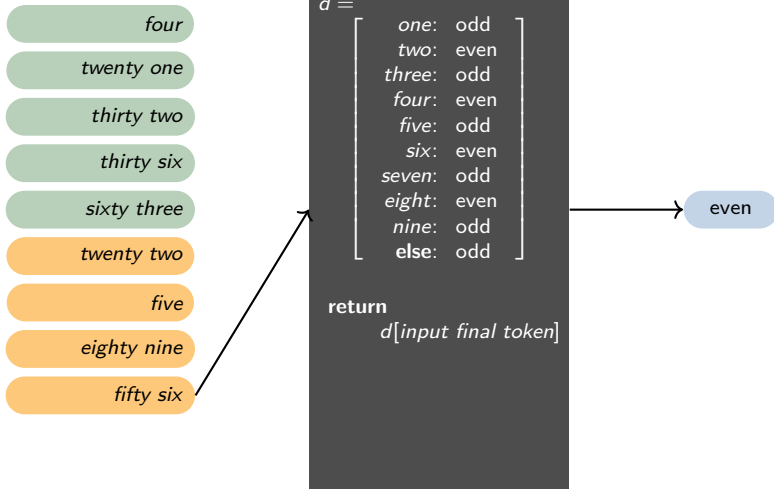 four
twenty one
thirty two
thirty six
sixty three
twenty two
five
eighty nine
fifty six
d =
one: odd
two: even
three: odd
four: even
five: odd
six: even
seven: odd
eight: even
nine: odd
else: odd
return
d[input final token]
even